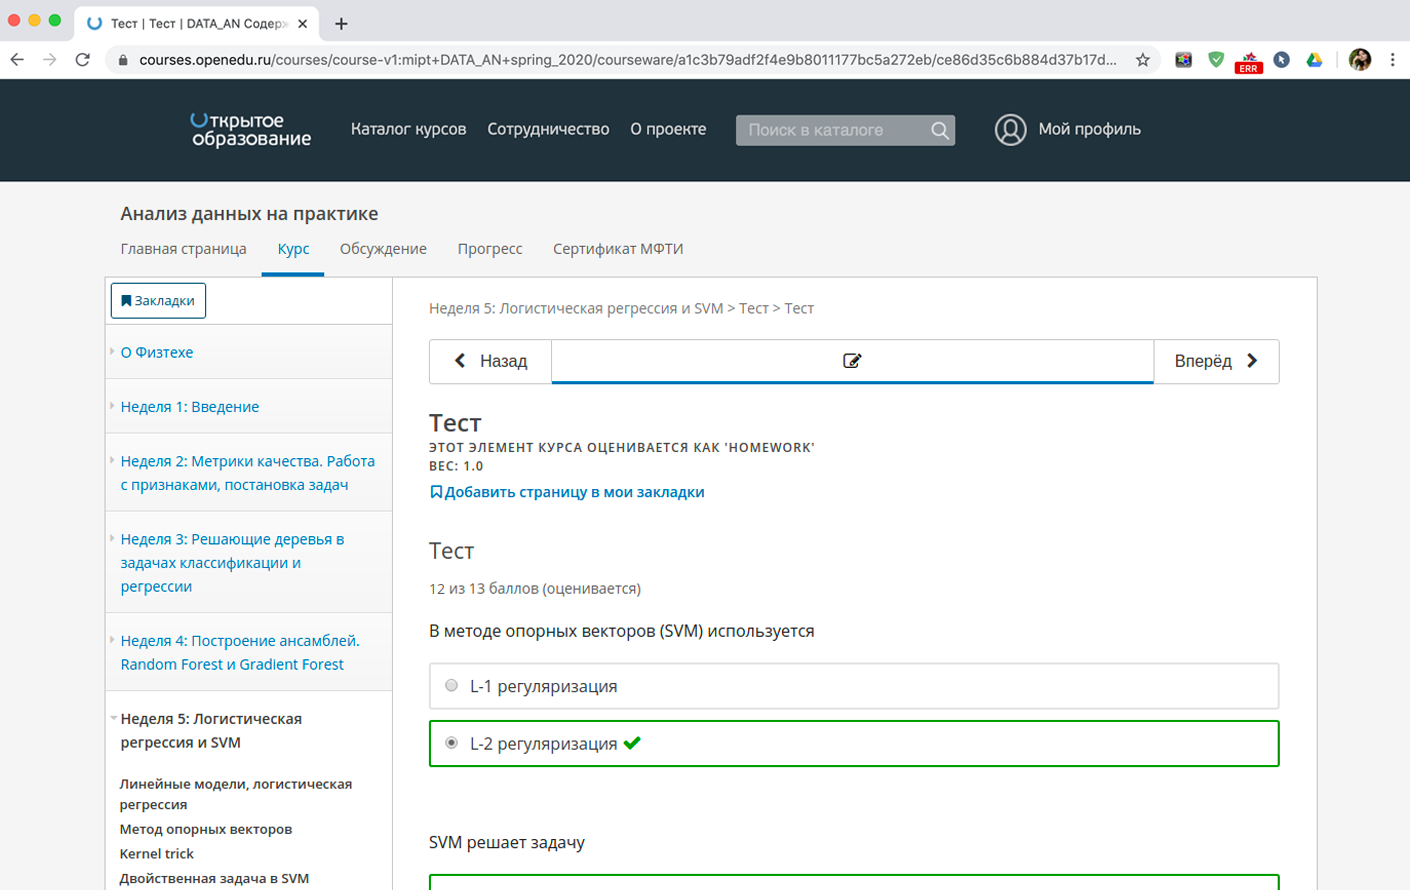 Тест | Тест | DATA_AN Содерж
courses.openedu.ru/courses/course-v1:mipt+DATA_AN+spring_2020/courseware/a1c3b79adf2f4e9b8011177bc5a272eb/ce86d35c6b884d37b17d...
ERR
Открытое образование
Каталог курсов
Сотрудничество
О проекте
Поиск в каталоге
Мой профиль
Анализ данных на практике
Главная страница
Курс
Обсуждение
Прогресс
Сертификат МФТИ
Закладки
О Физтехе
Неделя 1: Введение
Неделя 2: Метрики качества. Работа
с признаками, постановка задач
Неделя 3: Решающие деревья в
задачах классификации и
регрессии
Неделя 4: Построение ансамблей.
Random Forest и Gradient Forest
Неделя 5: Логистическая
регрессия и SVM
Линейные модели, логистическая
регрессия
Метод опорных векторов
Kernel trick
Двойственная задача в SVM
Неделя 5: Логистическая регрессия и SVM > Тест > Тест
Назад
Вперёд
Тест
ЭТОТ ЭЛЕМЕНТ КУРСА ОЦЕНИВАЕТСЯ КАК 'HOMEWORK'
ВЕС: 1.0
Добавить страницу в мои закладки
Тест
12 из 13 баллов (оценивается)
В методе опорных векторов (SVM) используется
L-1 регуляризация
L-2 регуляризация
SVM решает задачу